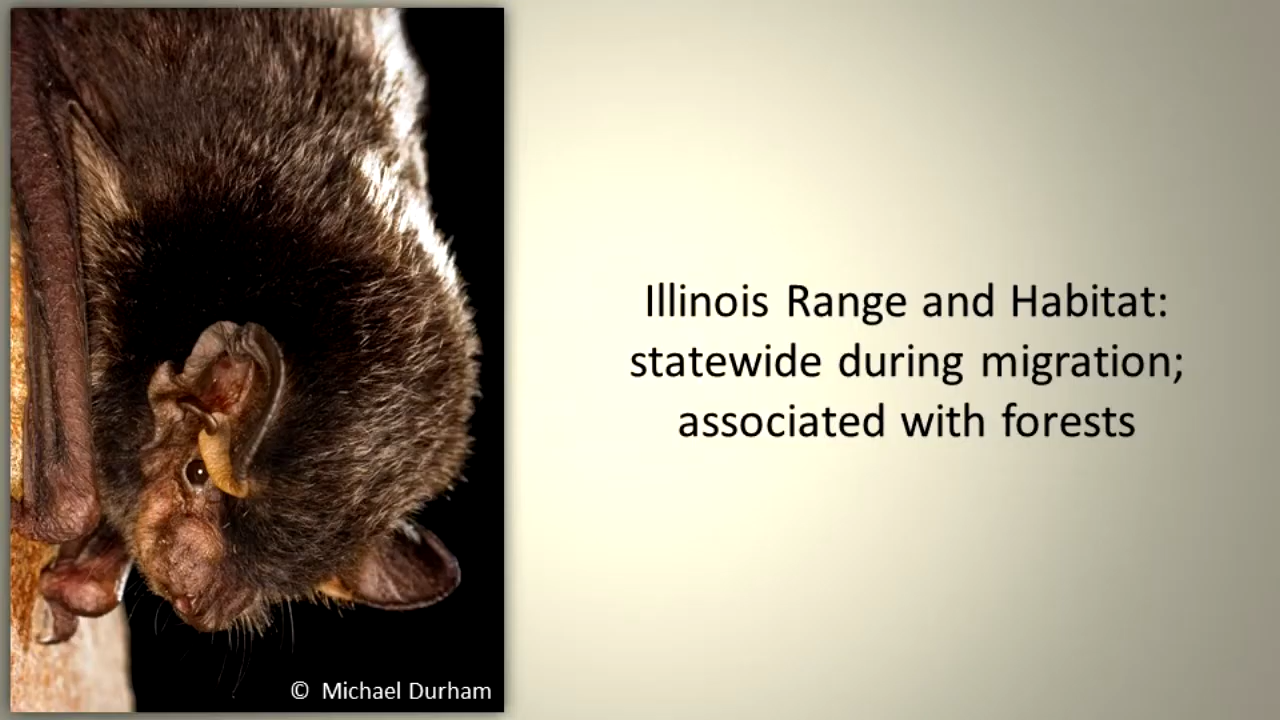 Illinois Range and Habitat:
statewide during migration;
associated with forests
© Michael Durham